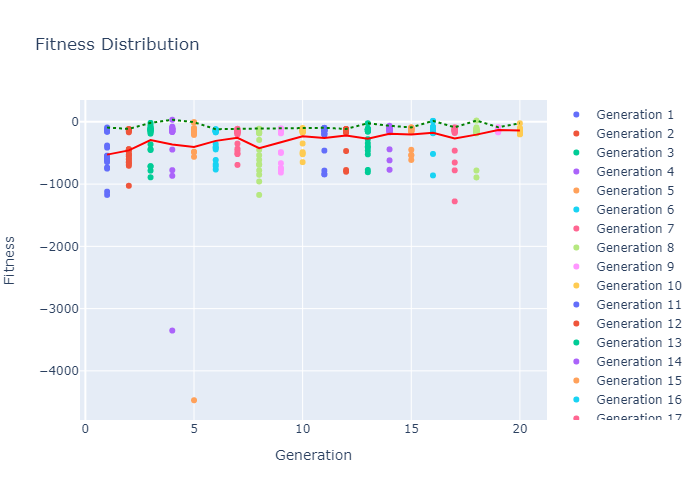 Fitness Distribution
Fitness
0
−1000
−2000
−3000
−4000
0
5
10
15
20
Generation
Generation 1
Generation 2
Generation 3
Generation 4
Generation 5
Generation 6
Generation 7
Generation 8
Generation 9
Generation 10
Generation 11
Generation 12
Generation 13
Generation 14
Generation 15
Generation 16
Generation 17